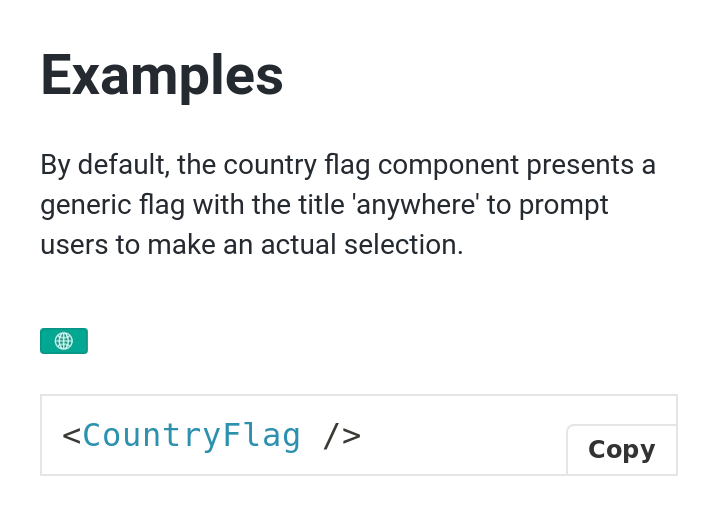 Examples
By default, the country flag component presents a
generic flag with the title 'anywhere' to prompt
users to make an actual selection.
<CountryFlag />
Copy